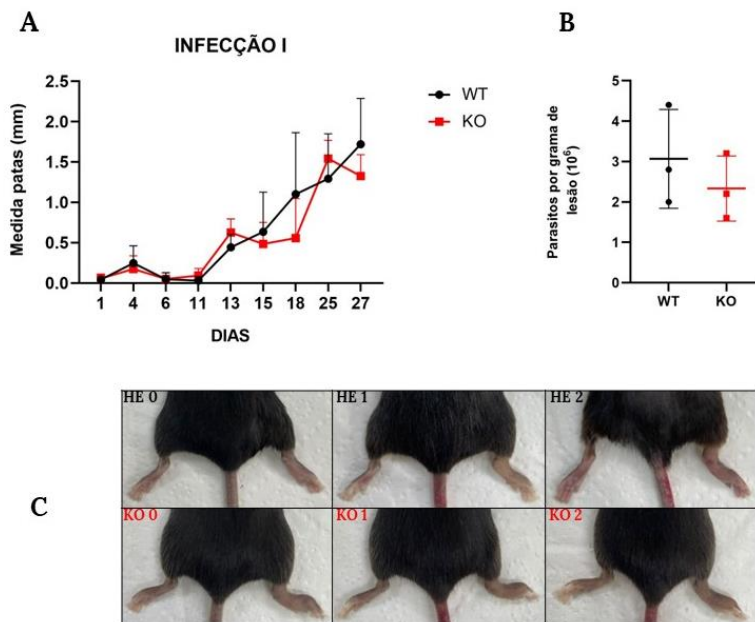 A
INFECÇÃO I
Medida patas (mm)
2.5
2.0
1.5
1.0
0.5
0.0
1 4 6 11 13 15 18 25 27
DIAS
WT
KO
B
Parasitos por grama de
lesão (10⁶)
5
4
3
2
1
0
WT KO
C
HE 0 HE 1 HE 2
KO 0 KO 1 KO 2